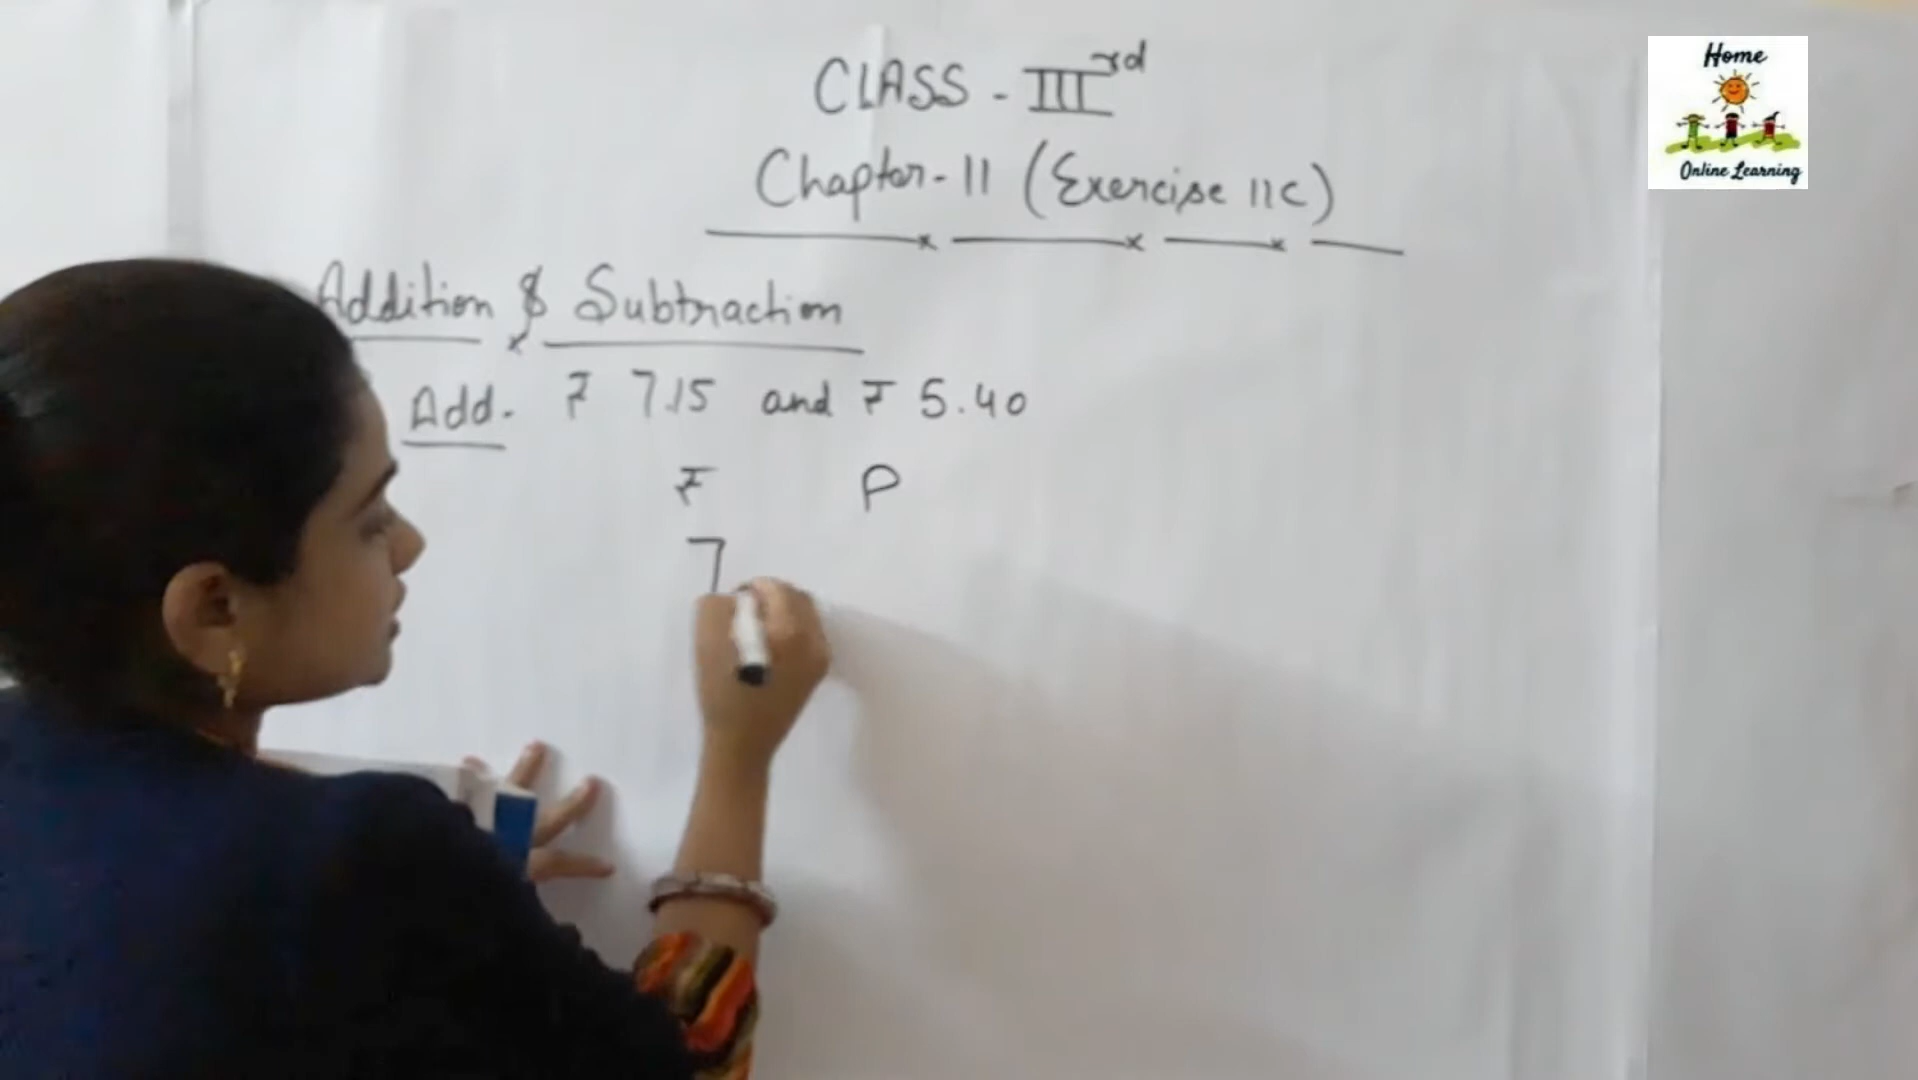 CLASS - III rd
Chapter-11 (Exercise 11C)
Addition & Subtraction
Add. ₹ 7.15 and ₹ 5.40
₹ P
7
Home
Online Learning